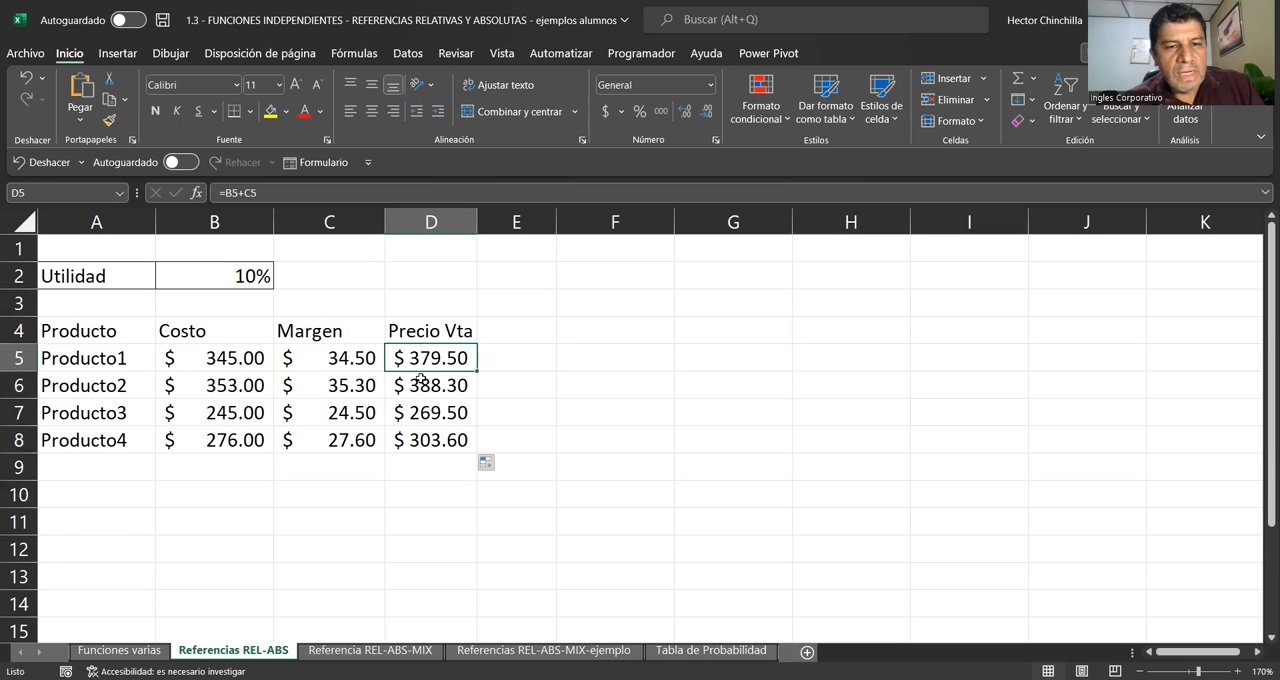 Autoguardado
1.3 - FUNCIONES INDEPENDIENTES - REFERENCIAS RELATIVAS Y ABSOLUTAS - ejemplos alumnos
Buscar (Alt+Q)
Hector Chinchilla
Archivo Inicio Insertar Dibujar Disposición de página Fórmulas Datos Revisar Vista Automatizar Programador Ayuda Power Pivot
Ingles Corporativo
Pegar
Calibri 11
N K S
Ajustar texto
Combinar y centrar
General
$ % 000
Formato condicional
Dar formato como tabla
Estilos de celda
Insertar
Eliminar
Formato
Ordenar y filtrar
Buscar y seleccionar
Analizar datos
Deshacer Portapapeles Fuente Alineación Número Estilos Celdas Edición Análisis
Deshacer Autoguardado Rehacer Formulario
D5 fx =B5+C5
A B C D E F G H I J K
1
2 Utilidad 10%
3
4 Producto Costo Margen Precio Vta
5 Producto1 $ 345.00 $ 34.50 $ 379.50
6 Producto2 $ 353.00 $ 35.30 $ 388.30
7 Producto3 $ 245.00 $ 24.50 $ 269.50
8 Producto4 $ 276.00 $ 27.60 $ 303.60
9
10
11
12
13
14
15
Funciones varias Referencias REL-ABS Referencia REL-ABS-MIX Referencias REL-ABS-MIX-ejemplo Tabla de Probabilidad
Listo Accesibilidad: es necesario investigar 170%